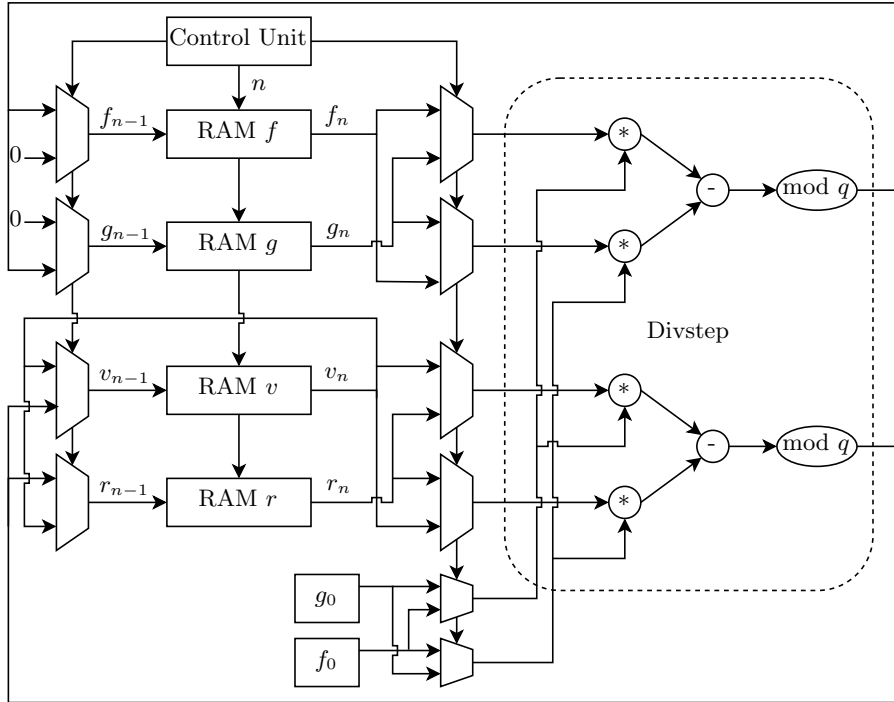 Control Unit
n
f_{n-1}
RAM f
f_n
0
0
g_{n-1}
RAM g
g_n
*
-
mod q
*
Divstep
v_{n-1}
RAM v
v_n
*
-
mod q
r_{n-1}
RAM r
r_n
*
g_0
f_0